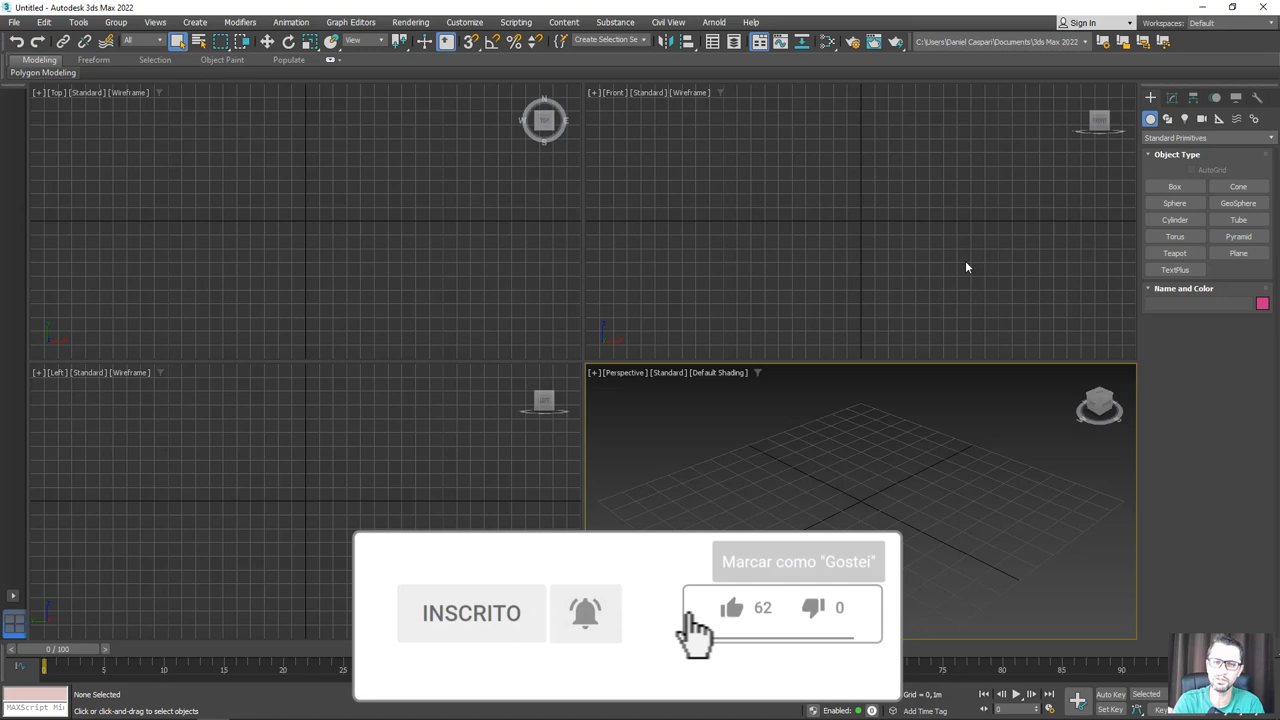 Untitled - Autodesk 3ds Max 2022
File Edit Tools Group Views Create Modifiers Animation Graph Editors Rendering Customize Scripting Content Substance Civil View Arnold Help
Sign In
Workspaces: Default
All
View
Create Selection Se
C:\Users\Daniel Caspari\Documents\3ds Max 2022
Modeling Freeform Selection Object Paint Populate
Polygon Modeling
[+] [Top] [Standard] [Wireframe]
N
W
E
S
TOP
[+] [Front] [Standard] [Wireframe]
FRONT
Standard Primitives
Object Type
AutoGrid
Box Cone
Sphere GeoSphere
Cylinder Tube
Torus Pyramid
Teapot Plane
TextPlus
Name and Color
[+] [Left] [Standard] [Wireframe]
LEFT
[+] [Perspective] [Standard] [Default Shading]
Marcar como "Gostei"
INSCRITO
62 0
0 / 100
0 5 10 15 20 25 80 85 90
None Selected
Grid = 0,1m
Auto Key Selected
MAXScript Mi
Click or click-and-drag to select objects
Enabled:
Add Time Tag
0
Set Key